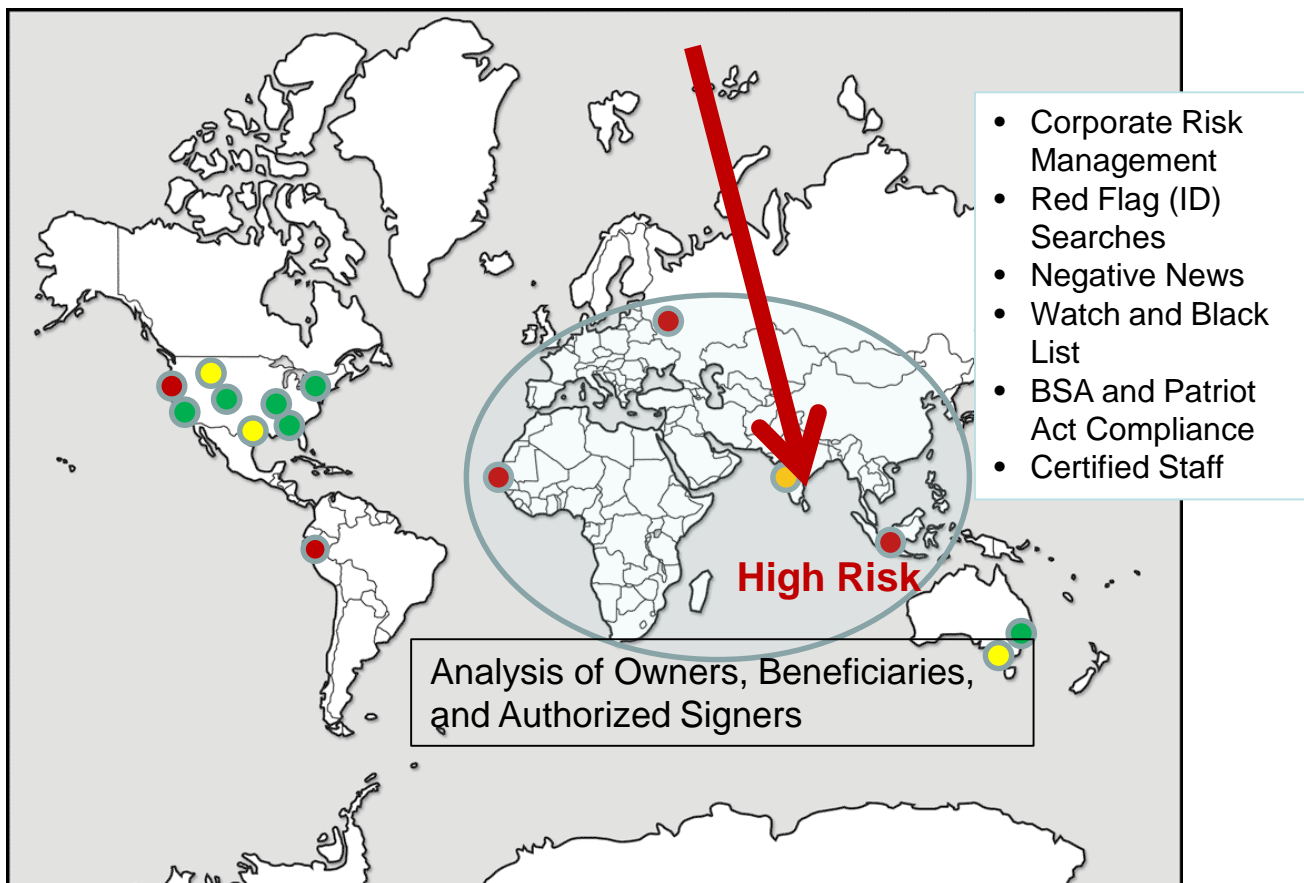 • Corporate Risk
Management
• Red Flag (ID)
Searches
• Negative News
• Watch and Black
List
• BSA and Patriot
Act Compliance
• Certified Staff
High Risk
Analysis of Owners, Beneficiaries,
and Authorized Signers